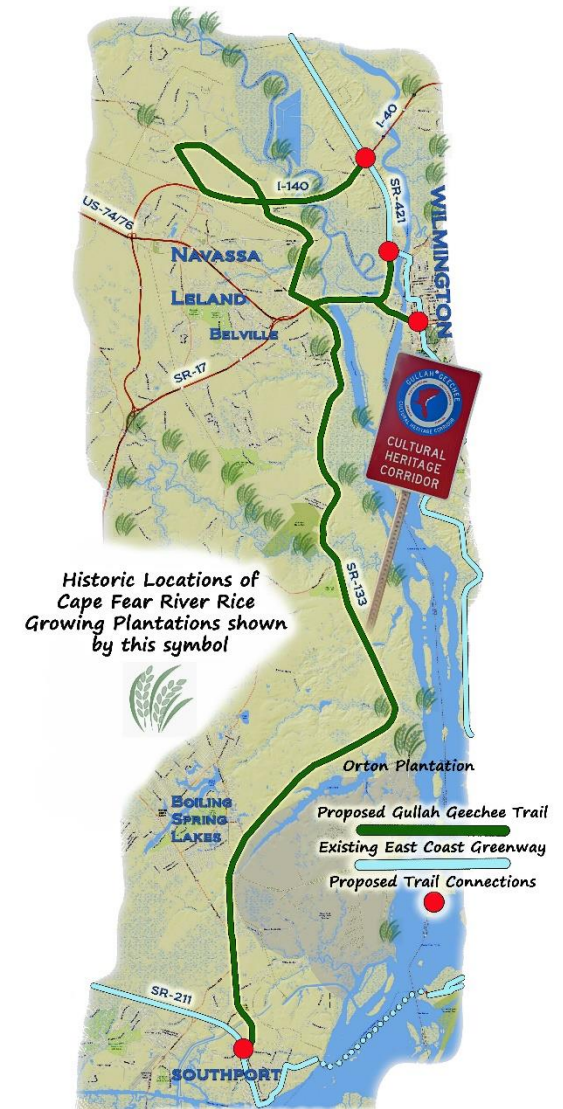 I-40
I-140
SR-421
US-74/76
WILMINGTON
NAVASSA
LELAND
BELVILLE
SR-17
GULLAH GEECHEE
CULTURAL HERITAGE CORRIDOR
CULTURAL
HERITAGE
CORRIDOR
Historic Locations of
Cape Fear River Rice
Growing Plantations shown
by this symbol
SR-133
Orton Plantation
BOILING
SPRING
LAKES
Proposed Gullah Geechee Trail
Existing East Coast Greenway
Proposed Trail Connections
SR-211
SOUTHPORT